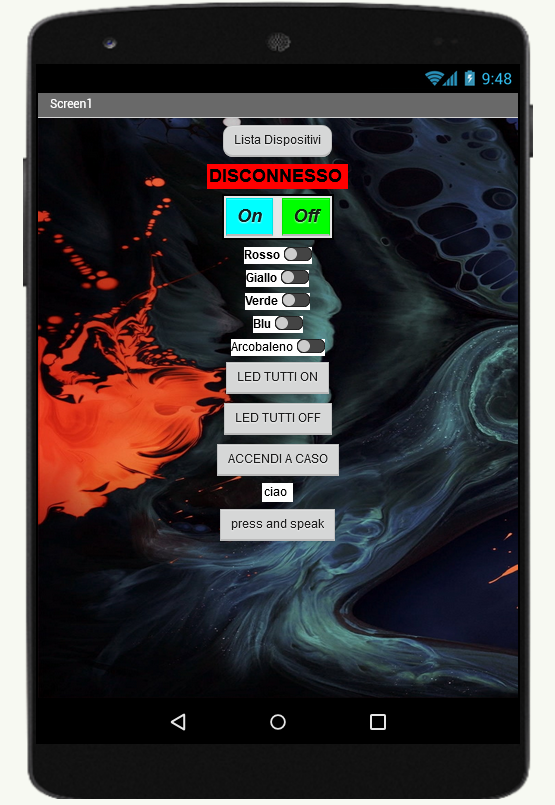 9:48
Screen1
Lista Dispositivi
DISCONNESSO
On Off
Rosso
Giallo
Verde
Blu
Arcobaleno
LED TUTTI ON
LED TUTTI OFF
ACCENDI A CASO
ciao
press and speak